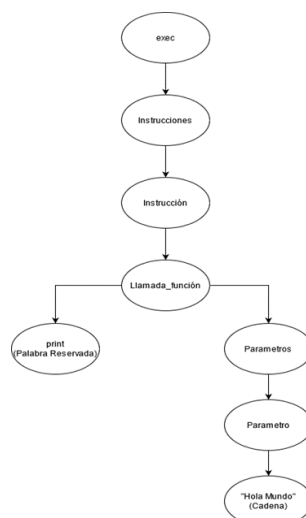 exec
Instrucciones
Instrucción
Llamada_función
print
(Palabra Reservada)
Parametros
Parametro
"Hola Mundo"
(Cadena)